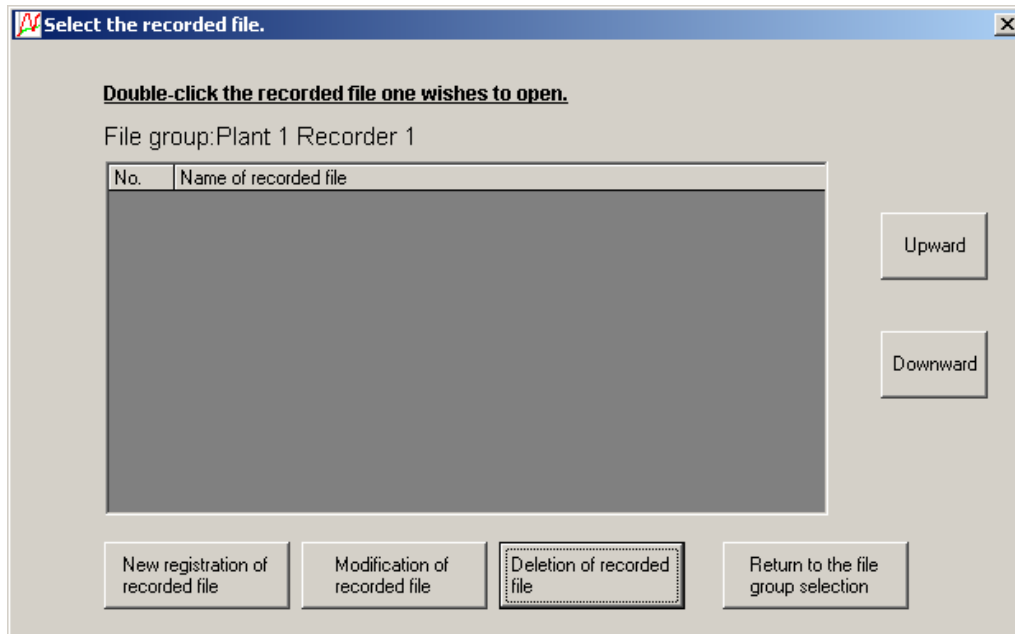 Select the recorded file.
Double-click the recorded file one wishes to open.
File group:Plant 1 Recorder 1
No. Name of recorded file
Upward
Downward
New registration of
recorded file
Modification of
recorded file
Deletion of recorded
file
Return to the file
group selection